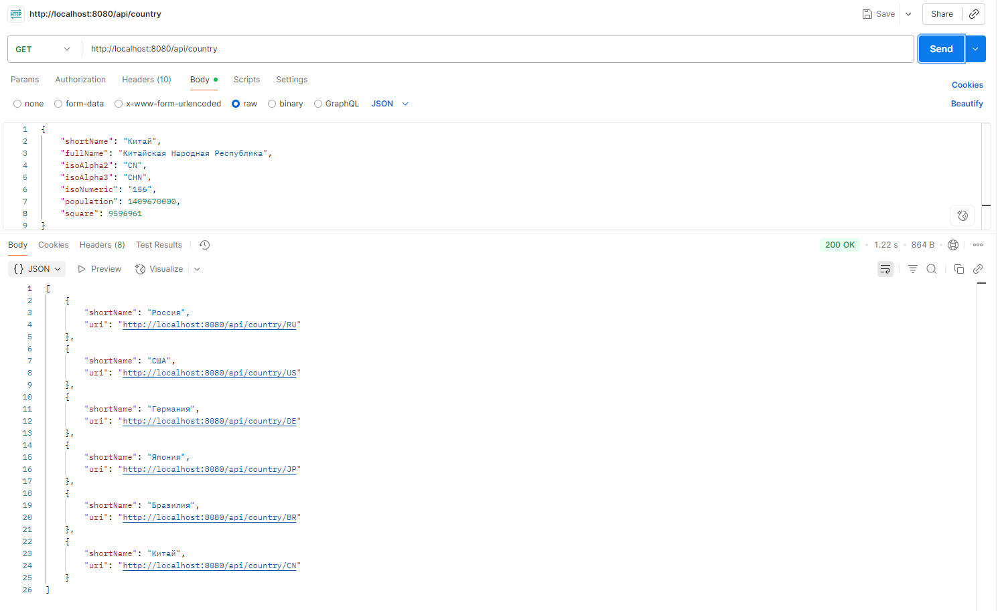 HTTP http://localhost:8080/api/country Save Share
GET http://localhost:8080/api/country Send
Params Authorization Headers (10) Body Scripts Settings Cookies
none form-data x-www-form-urlencoded raw binary GraphQL JSON Beautify
1 {
2 "shortName": "Китай",
3 "fullName": "Китайская Народная Республика",
4 "isoAlpha2": "CN",
5 "isoAlpha3": "CHN",
6 "isoNumeric": "156",
7 "population": 1409670000,
8 "square": 9596961
9 }
Body Cookies Headers (8) Test Results 200 OK • 1.22 s • 864 B •
{} JSON Preview Visualize
1 [
2 {
3 "shortName": "Россия",
4 "uri": "http://localhost:8080/api/country/RU"
5 },
6 {
7 "shortName": "США",
8 "uri": "http://localhost:8080/api/country/US"
9 },
10 {
11 "shortName": "Германия",
12 "uri": "http://localhost:8080/api/country/DE"
13 },
14 {
15 "shortName": "Япония",
16 "uri": "http://localhost:8080/api/country/JP"
17 },
18 {
19 "shortName": "Бразилия",
20 "uri": "http://localhost:8080/api/country/BR"
21 },
22 {
23 "shortName": "Китай",
24 "uri": "http://localhost:8080/api/country/CN"
25 }
26 ]